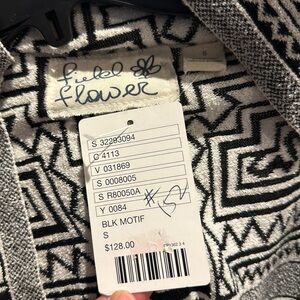 field &
flower
S
S 32293094
C 4113
V 031869
S 0008005
S R80050A
Y 0084
BLK MOTIF
S
$128.00